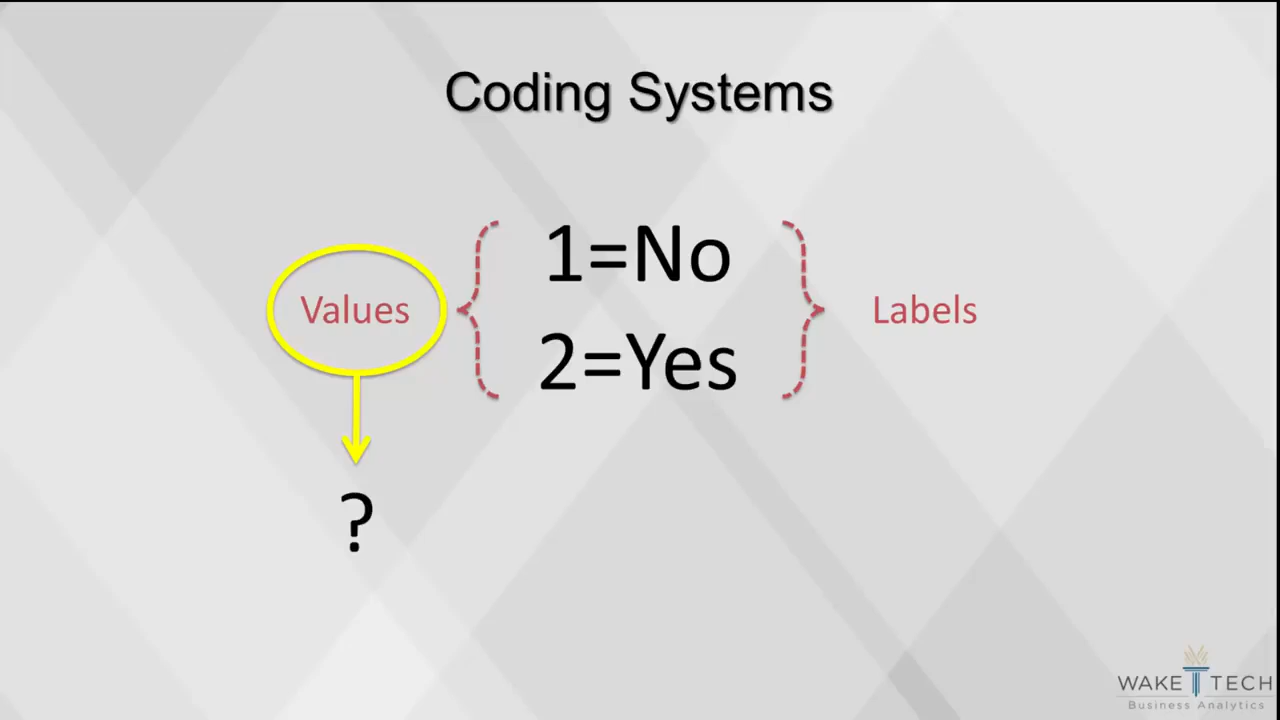 Coding Systems
1=No
Values
Labels
2=Yes
?
WAKE TECH
Business Analytics